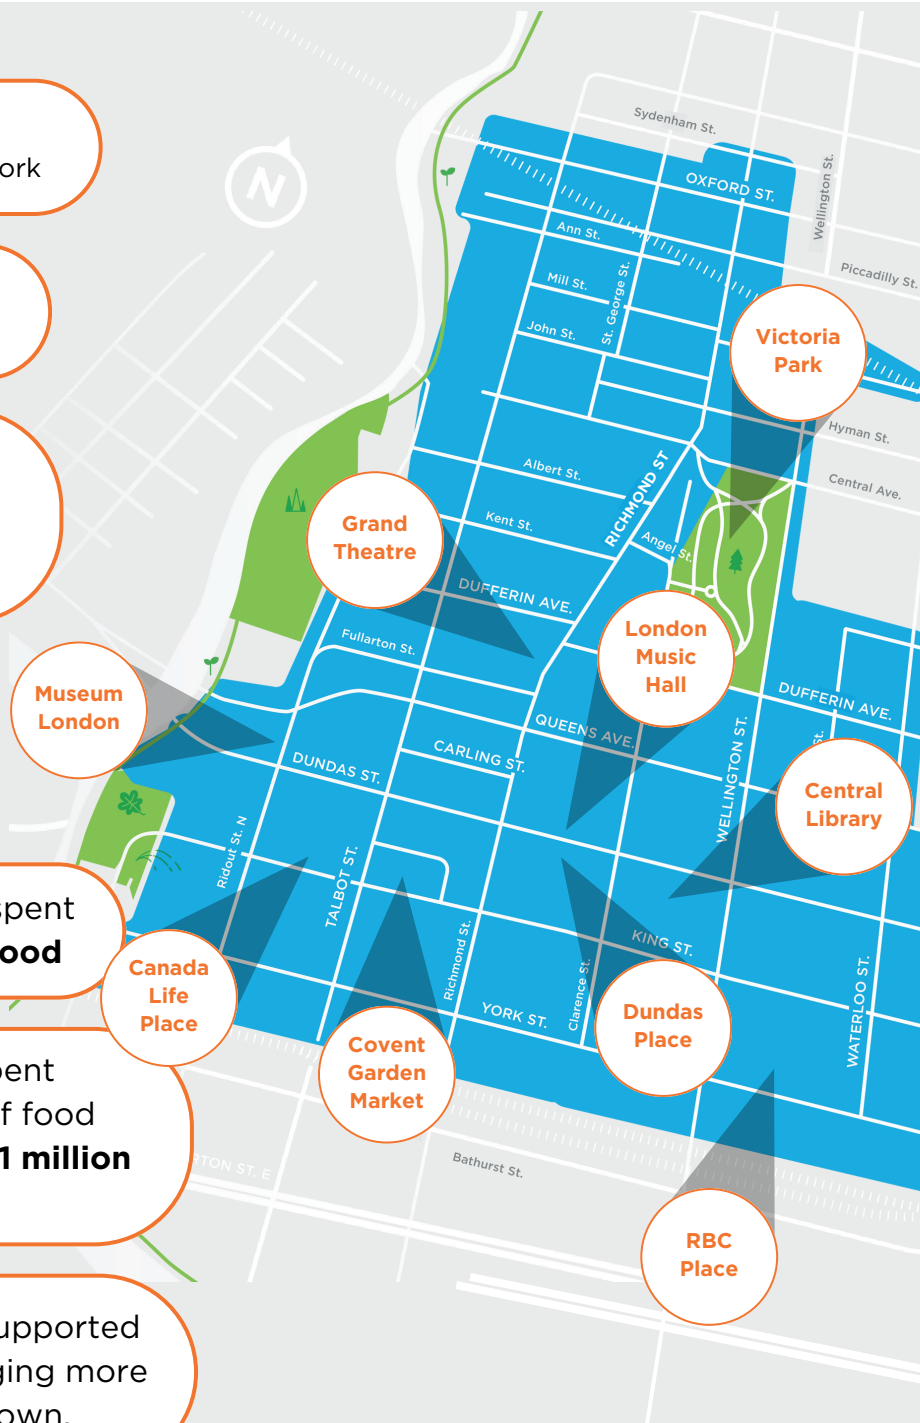 Sydenham St.
ork
Wellington St.
OXFORD ST.
Ann St.
Piccadilly St.
St. George St.
Mill St.
John St.
Victoria
Park
Hyman St.
RICHMOND ST
Albert St.
Central Ave.
Grand
Theatre
Kent St.
Angel St.
DUFFERIN AVE.
London
Music
Hall
Fullarton St.
Museum
London
DUFFERIN AVE.
QUEENS AVE.
WELLINGTON ST.
St.
CARLING ST.
DUNDAS ST.
Central
Library
Ridout St. N
TALBOT ST.
spent
ood
Canada
Life
Place
Richmond St.
KING ST.
Clarence St.
WATERLOO ST.
Dundas
Place
YORK ST.
Covent
Garden
Market
pent
f food
1 million
RTON ST. E
Bathurst St.
RBC
Place
upported
ging more
own.